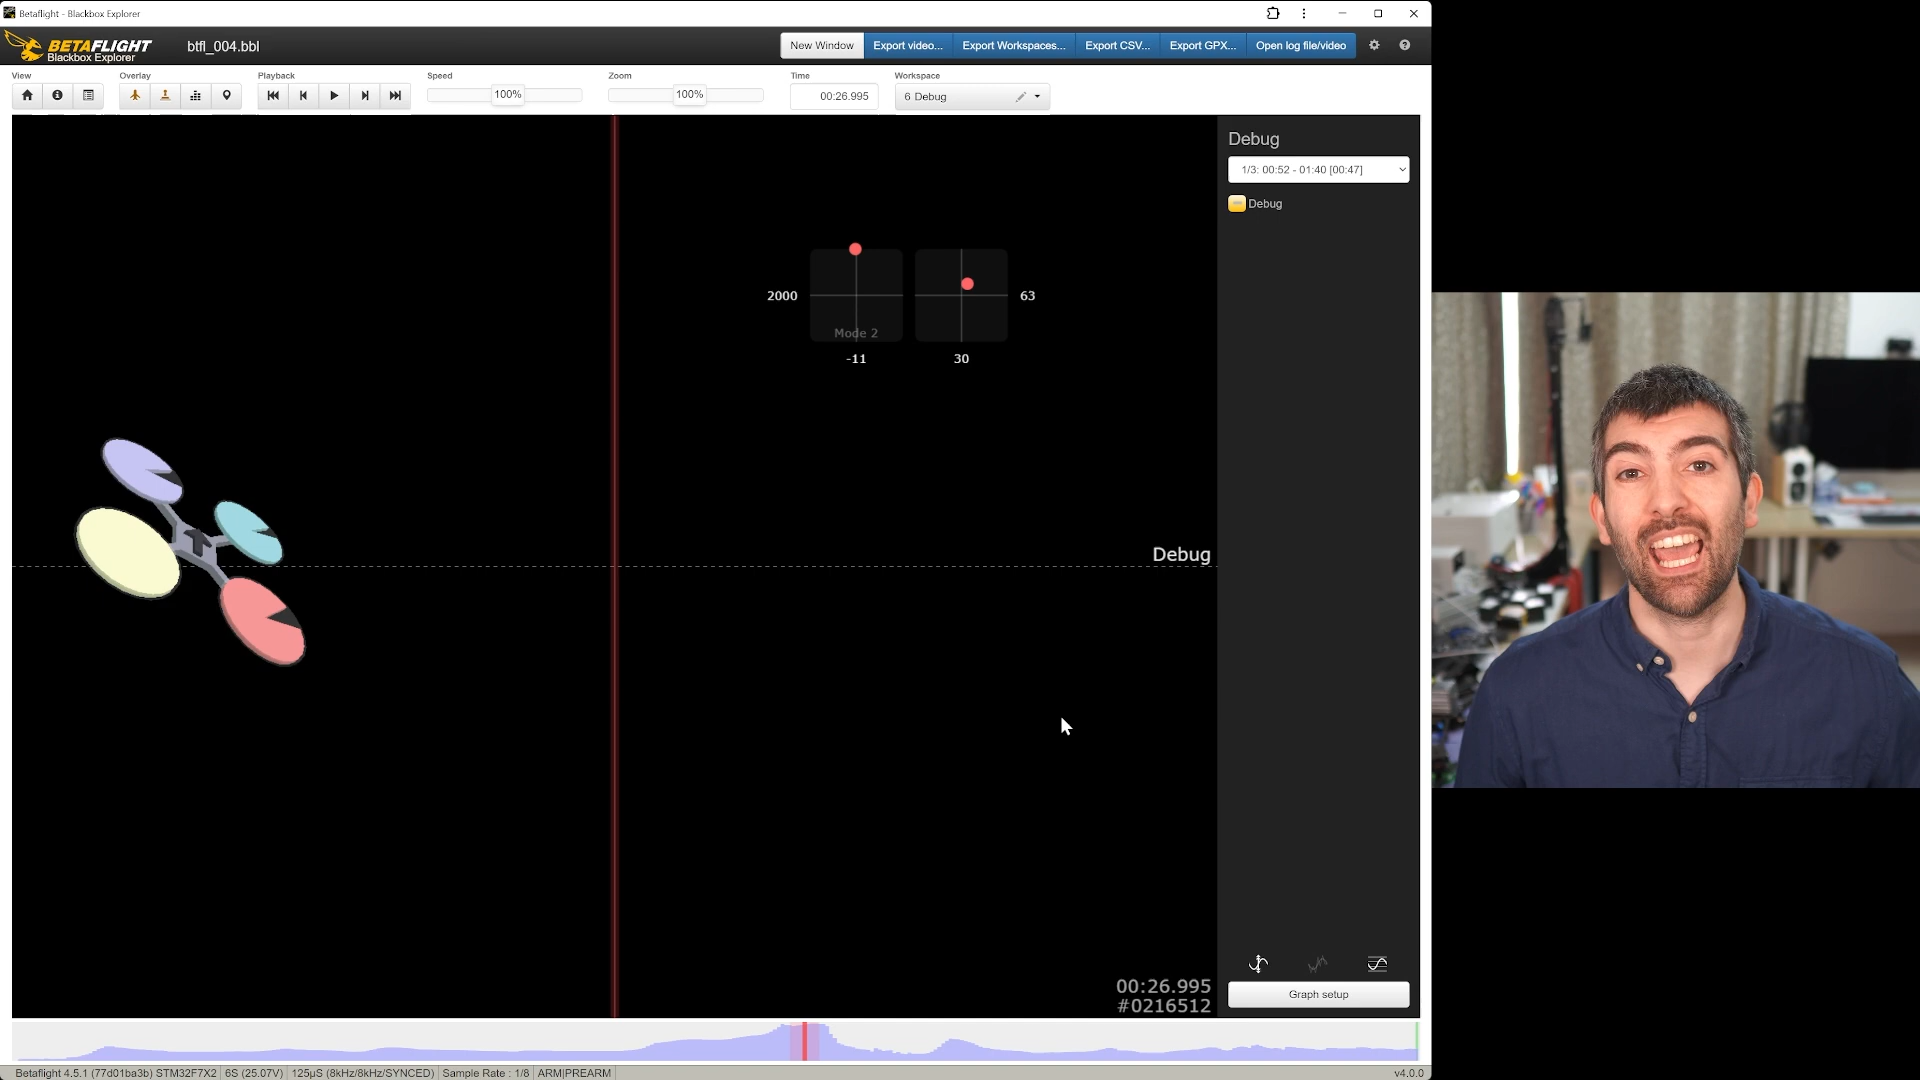 Betaflight - Blackbox Explorer
BETAFLIGHT
Blackbox Explorer
btfl_004.bbl
New Window
Export video...
Export Workspaces...
Export CSV...
Export GPX...
Open log file/video
View
Overlay
Playback
Speed
Zoom
Time
Workspace
100%
100%
00:26.995
6 Debug
Debug
1/3: 00:52 - 01:40 [00:47]
Debug
2000
Mode 2
-11
30
63
Debug
00:26.995
#0216512
Graph setup
Betaflight 4.5.1 (77d01ba3b) STM32F7X2
6S (25.07V)
125µS (8kHz/8kHz/SYNCED)
Sample Rate : 1/8
ARM|PREARM
v4.0.0